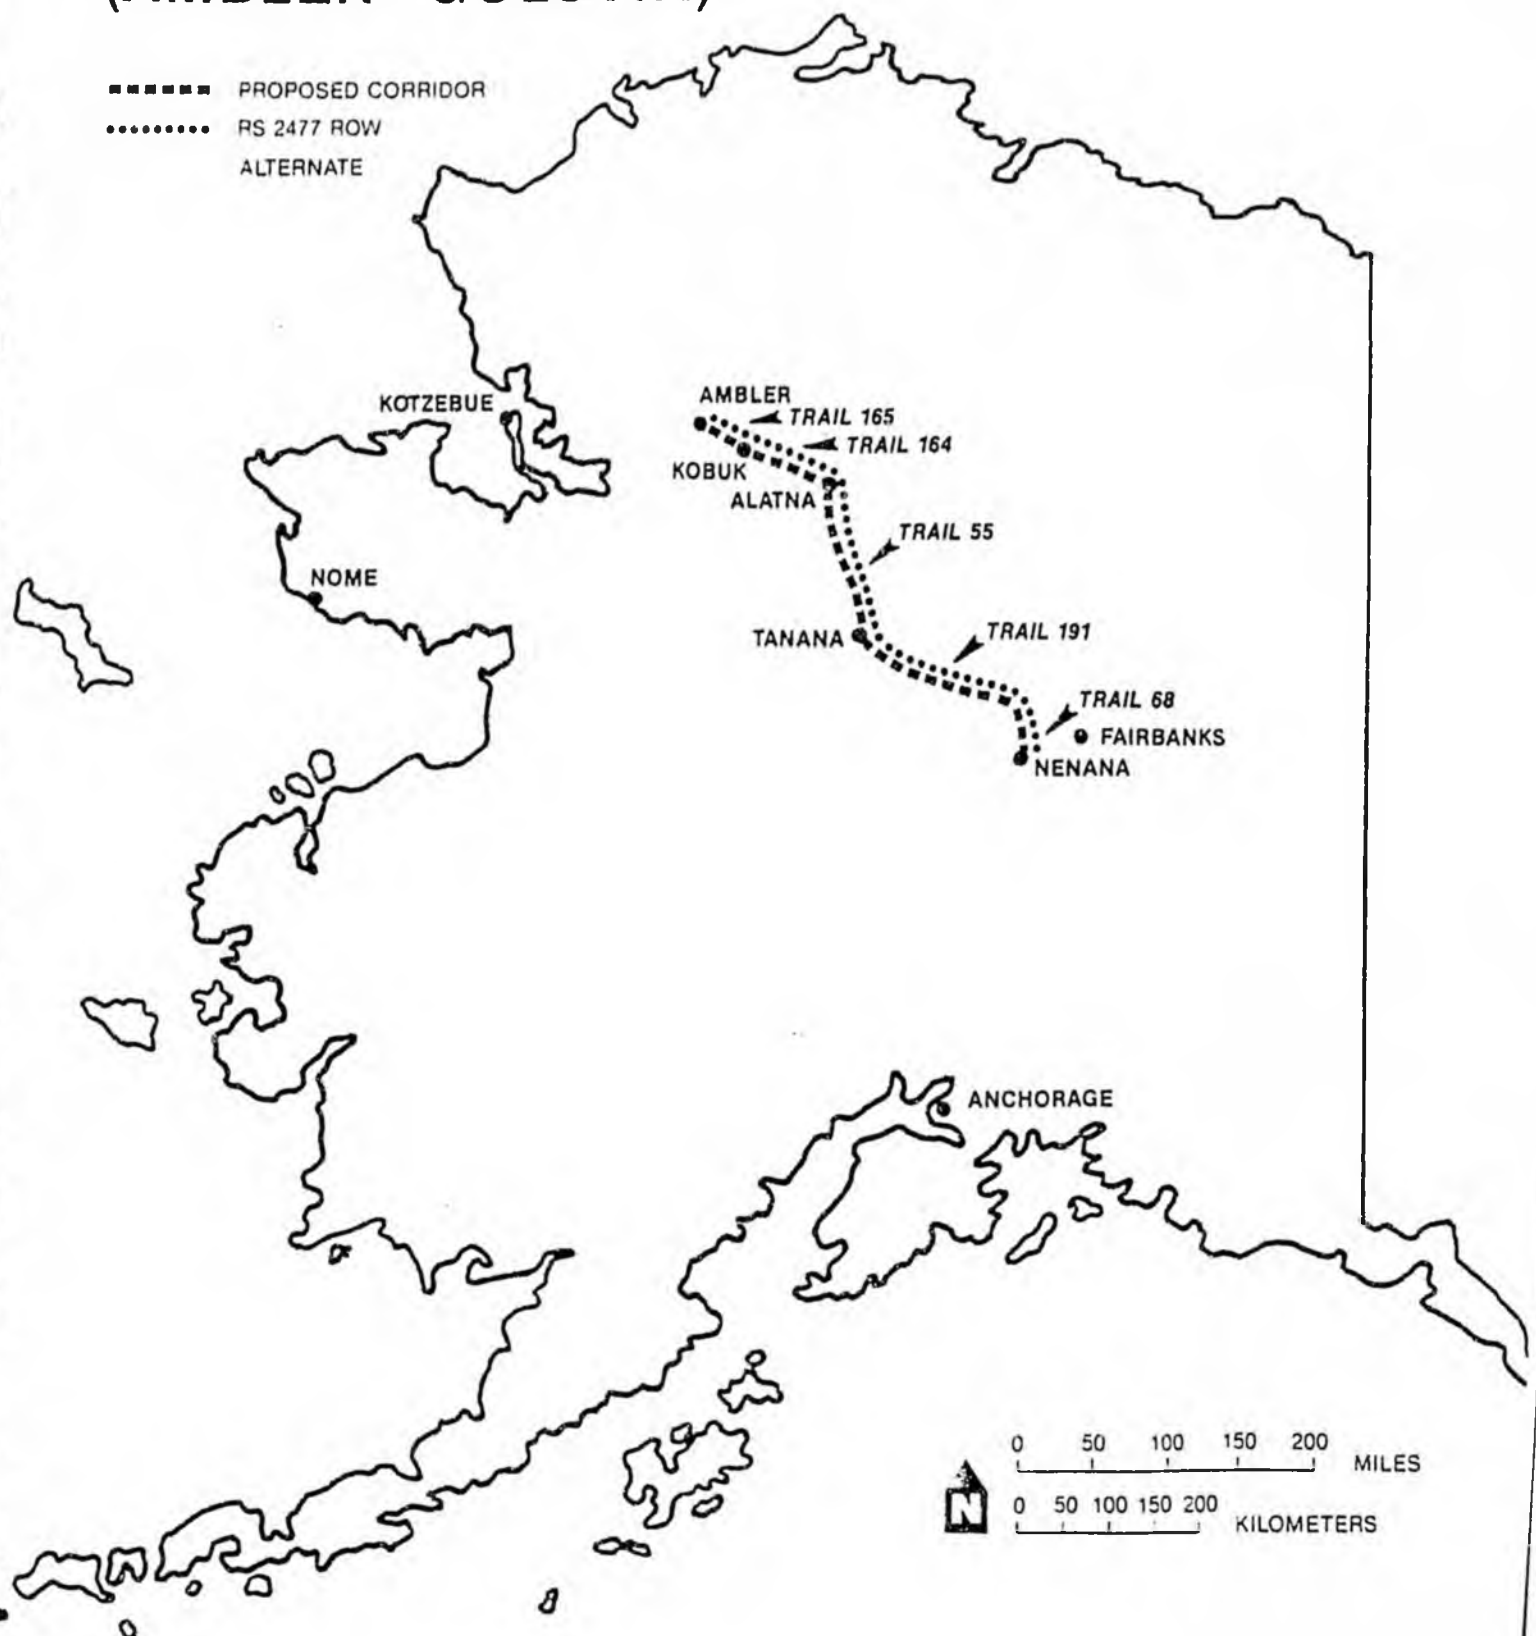 PROPOSED CORRIDOR
RS 2477 ROW
ALTERNATE
AMBLER
KOTZEBUE
TRAIL 165
TRAIL 164
KOBUK
ALATNA
TRAIL 55
NOME
TANANA
TRAIL 191
TRAIL 68
FAIRBANKS
NENANA
ANCHORAGE
0 50 100 150 200
MILES
N
0 50 100 150 200
KILOMETERS